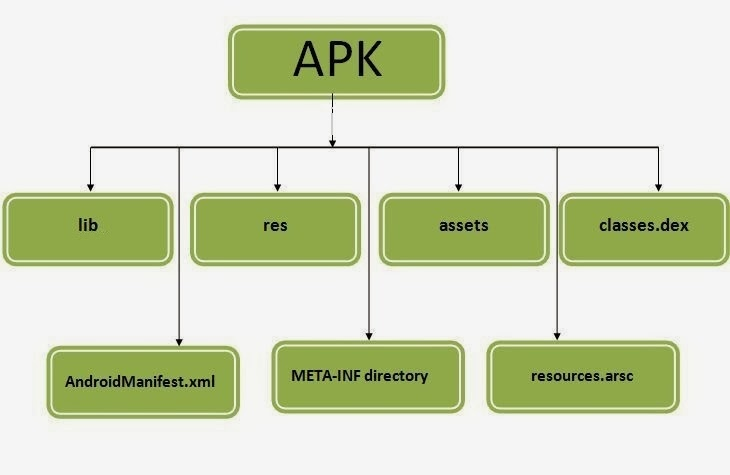 APK
lib
res
assets
classes.dex
AndroidManifest.xml
META-INF directory
resources.arsc